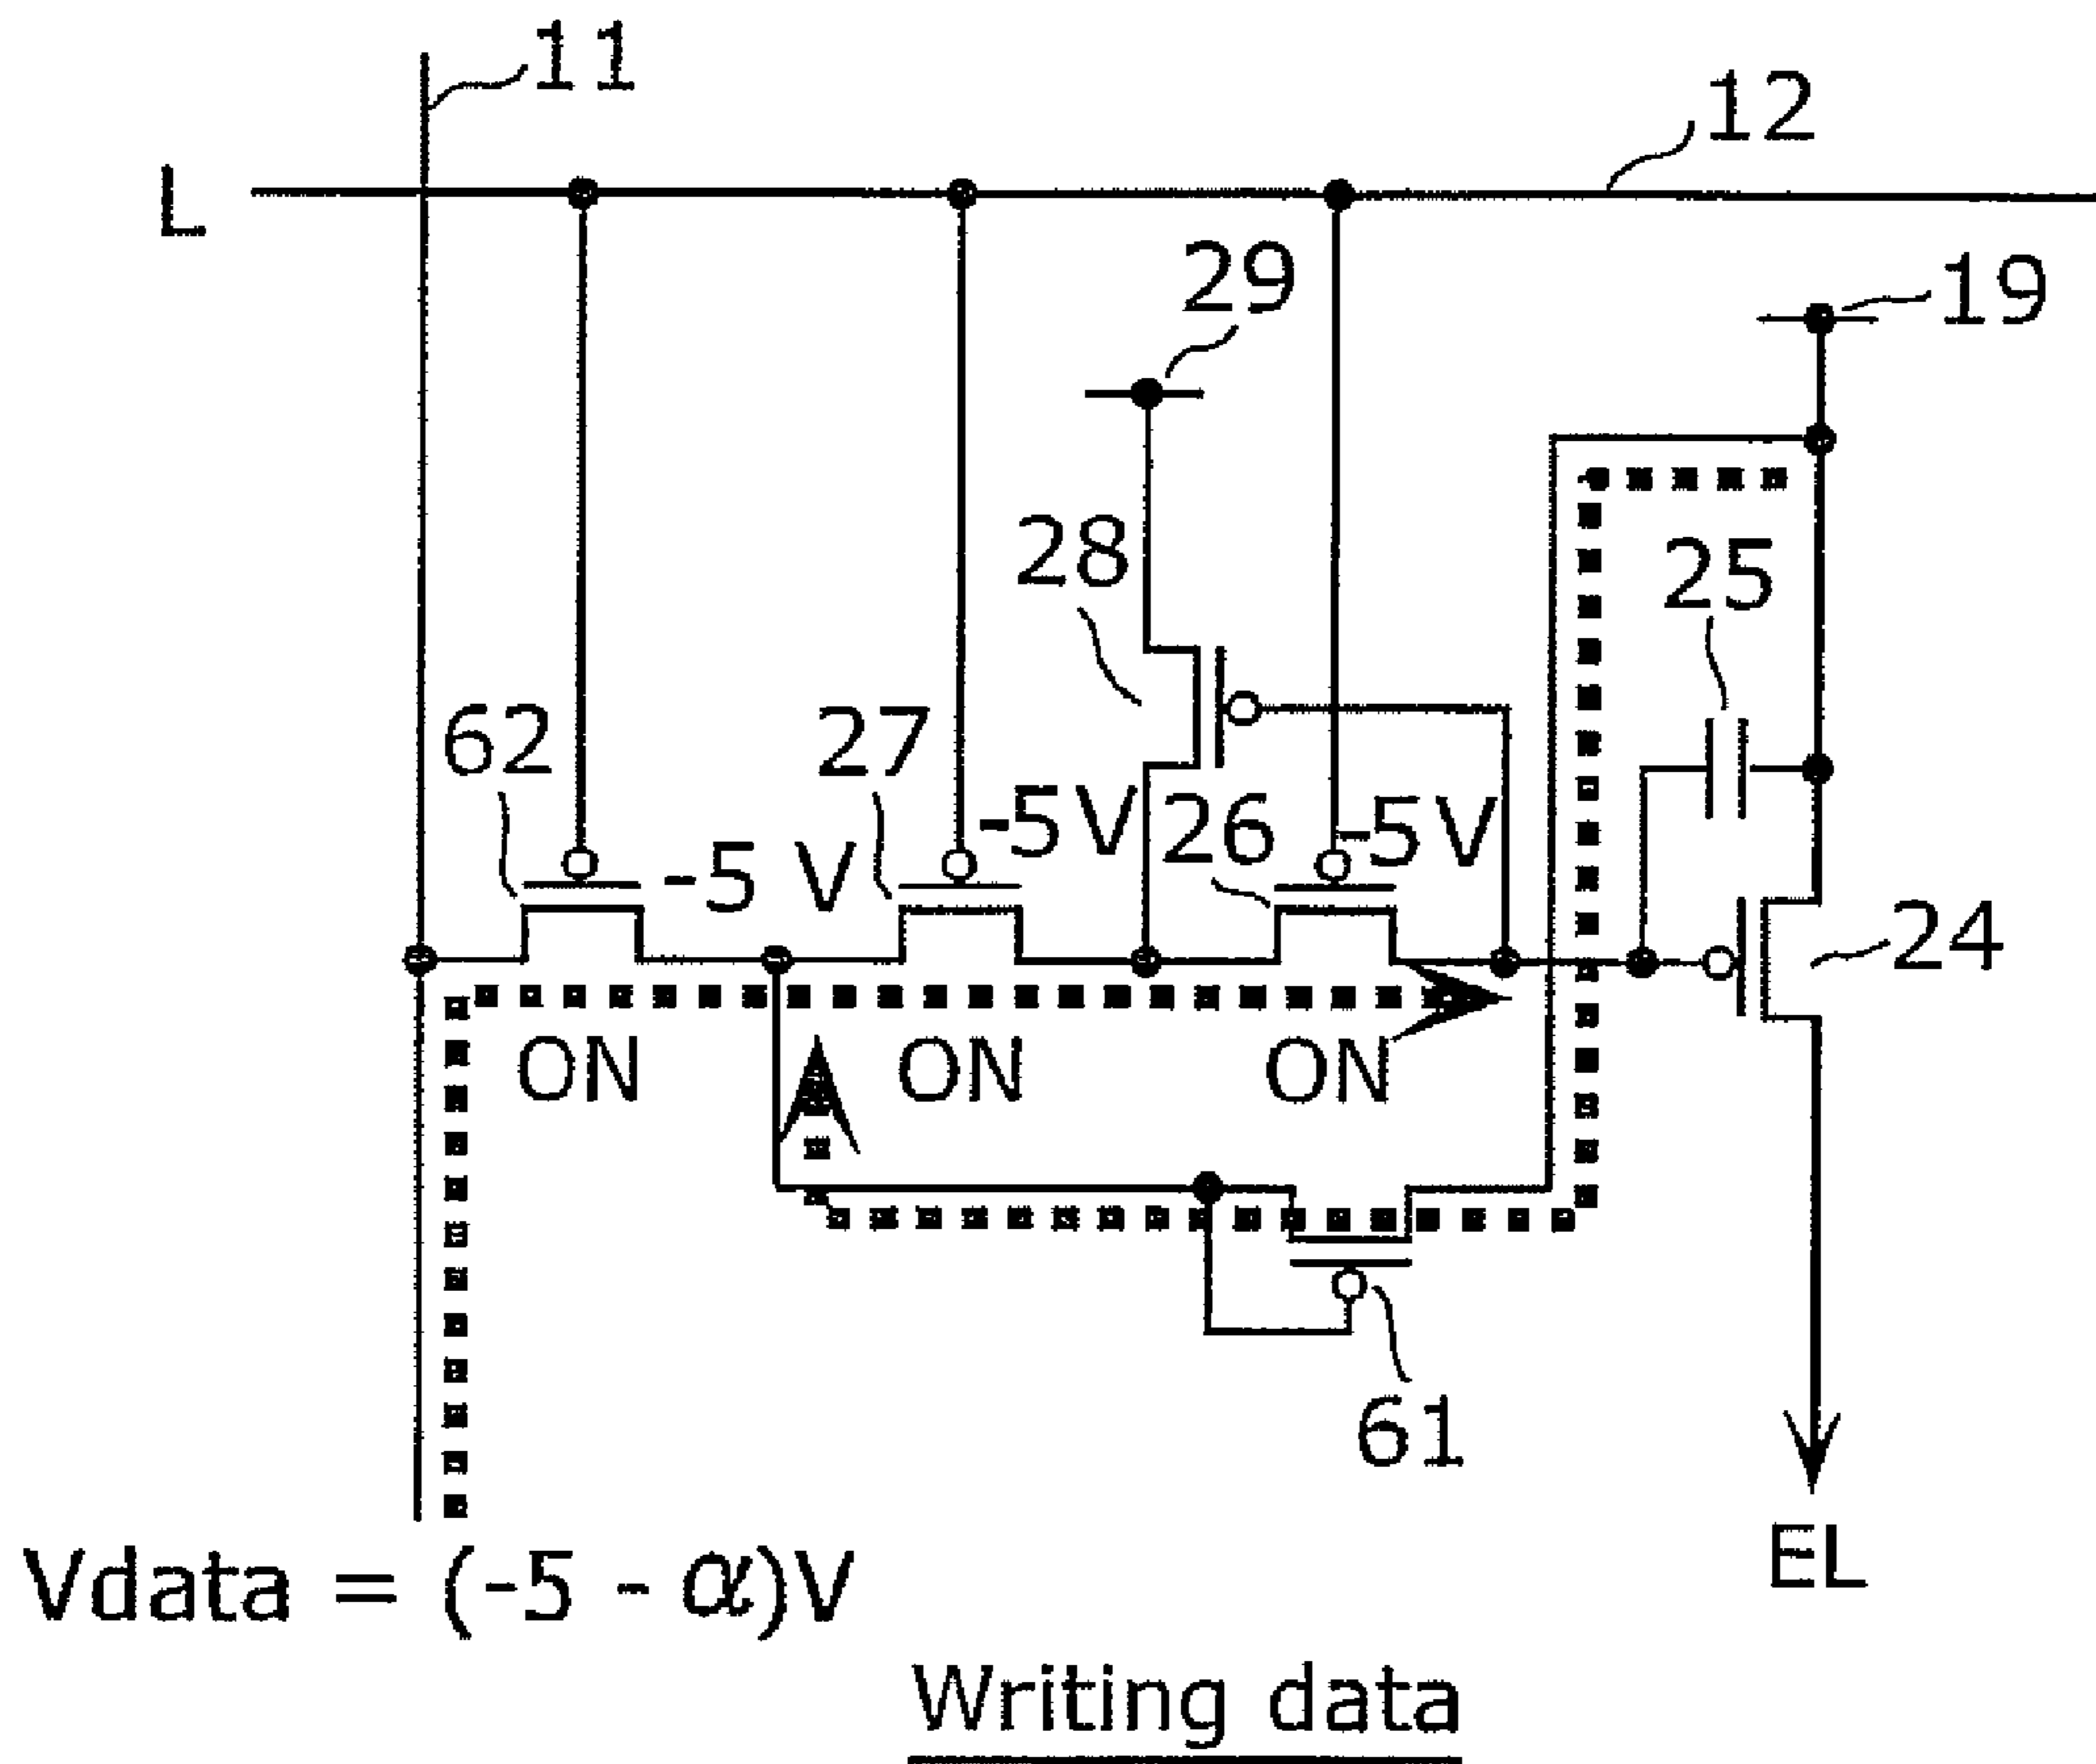 11
12
L
29
19
28
25
62
27
-5V
26
-5V
-5 V
24
ON
ON
ON
61
EL
Vdata = (-5 - α)V
Writing data